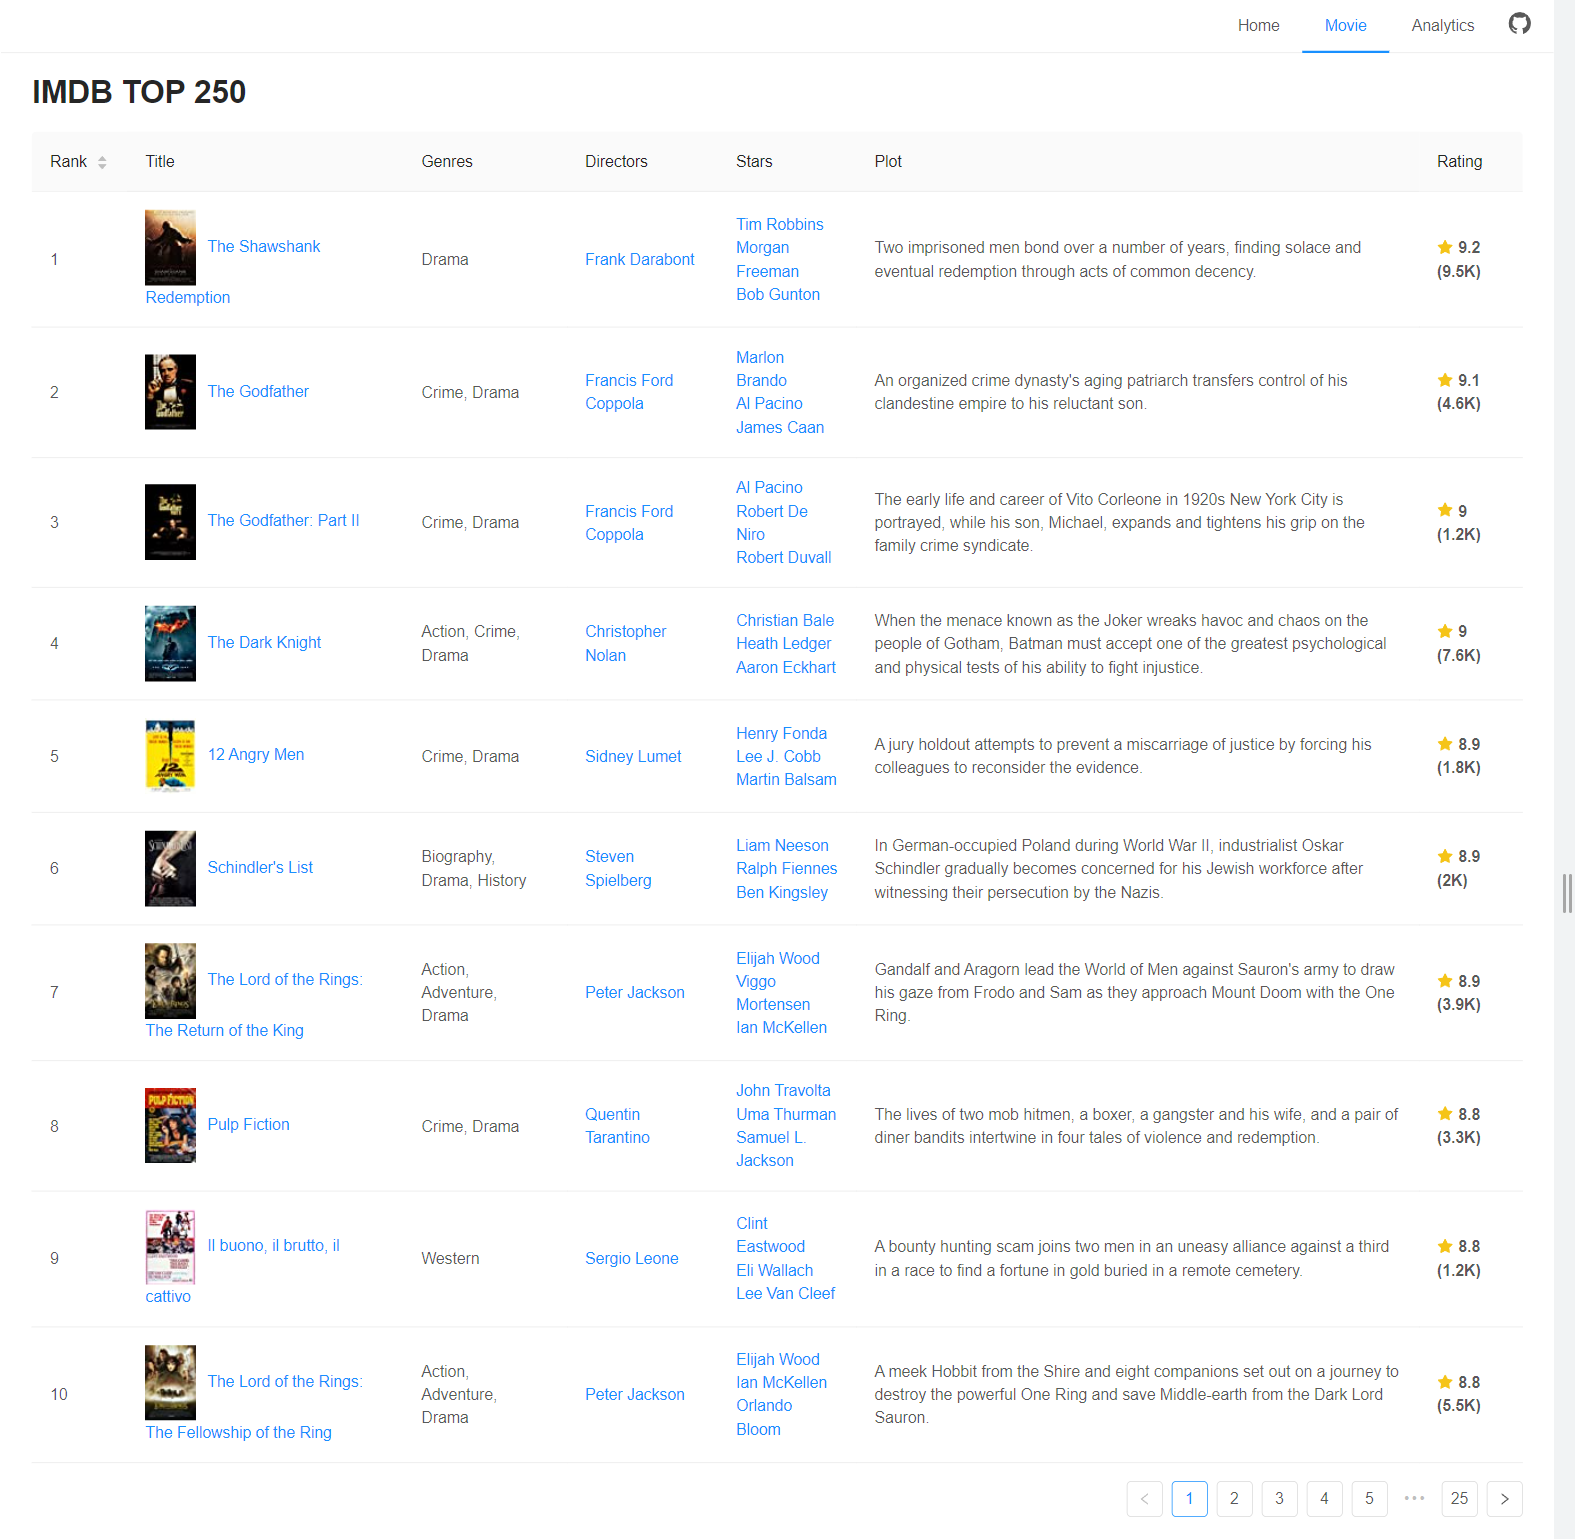 Home Movie Analytics
IMDB TOP 250
Rank Title Genres Directors Stars Plot Rating
1
The Shawshank
Redemption
Drama
Frank Darabont
Tim Robbins
Morgan
Freeman
Bob Gunton
Two imprisoned men bond over a number of years, finding solace and
eventual redemption through acts of common decency.
9.2
(9.5K)
2
The Godfather
Crime, Drama
Francis Ford
Coppola
Marlon
Brando
Al Pacino
James Caan
An organized crime dynasty's aging patriarch transfers control of his
clandestine empire to his reluctant son.
9.1
(4.6K)
3
The Godfather: Part II
Crime, Drama
Francis Ford
Coppola
Al Pacino
Robert De
Niro
Robert Duvall
The early life and career of Vito Corleone in 1920s New York City is
portrayed, while his son, Michael, expands and tightens his grip on the
family crime syndicate.
9
(1.2K)
4
The Dark Knight
Action, Crime,
Drama
Christopher
Nolan
Christian Bale
Heath Ledger
Aaron Eckhart
When the menace known as the Joker wreaks havoc and chaos on the
people of Gotham, Batman must accept one of the greatest psychological
and physical tests of his ability to fight injustice.
9
(7.6K)
5
12 Angry Men
Crime, Drama
Sidney Lumet
Henry Fonda
Lee J. Cobb
Martin Balsam
A jury holdout attempts to prevent a miscarriage of justice by forcing his
colleagues to reconsider the evidence.
8.9
(1.8K)
6
Schindler's List
Biography,
Drama, History
Steven
Spielberg
Liam Neeson
Ralph Fiennes
Ben Kingsley
In German-occupied Poland during World War II, industrialist Oskar
Schindler gradually becomes concerned for his Jewish workforce after
witnessing their persecution by the Nazis.
8.9
(2K)
7
The Lord of the Rings:
The Return of the King
Action,
Adventure,
Drama
Peter Jackson
Elijah Wood
Viggo
Mortensen
Ian McKellen
Gandalf and Aragorn lead the World of Men against Sauron's army to draw
his gaze from Frodo and Sam as they approach Mount Doom with the One
Ring.
8.9
(3.9K)
8
PULP FICTION
Pulp Fiction
Crime, Drama
Quentin
Tarantino
John Travolta
Uma Thurman
Samuel L.
Jackson
The lives of two mob hitmen, a boxer, a gangster and his wife, and a pair of
diner bandits intertwine in four tales of violence and redemption.
8.8
(3.3K)
9
Il buono, il brutto, il
cattivo
Western
Sergio Leone
Clint
Eastwood
Eli Wallach
Lee Van Cleef
A bounty hunting scam joins two men in an uneasy alliance against a third
in a race to find a fortune in gold buried in a remote cemetery.
8.8
(1.2K)
10
The Lord of the Rings:
The Fellowship of the Ring
Action,
Adventure,
Drama
Peter Jackson
Elijah Wood
Ian McKellen
Orlando
Bloom
A meek Hobbit from the Shire and eight companions set out on a journey to
destroy the powerful One Ring and save Middle-earth from the Dark Lord
Sauron.
8.8
(5.5K)
< 1 2 3 4 5 ••• 25 >